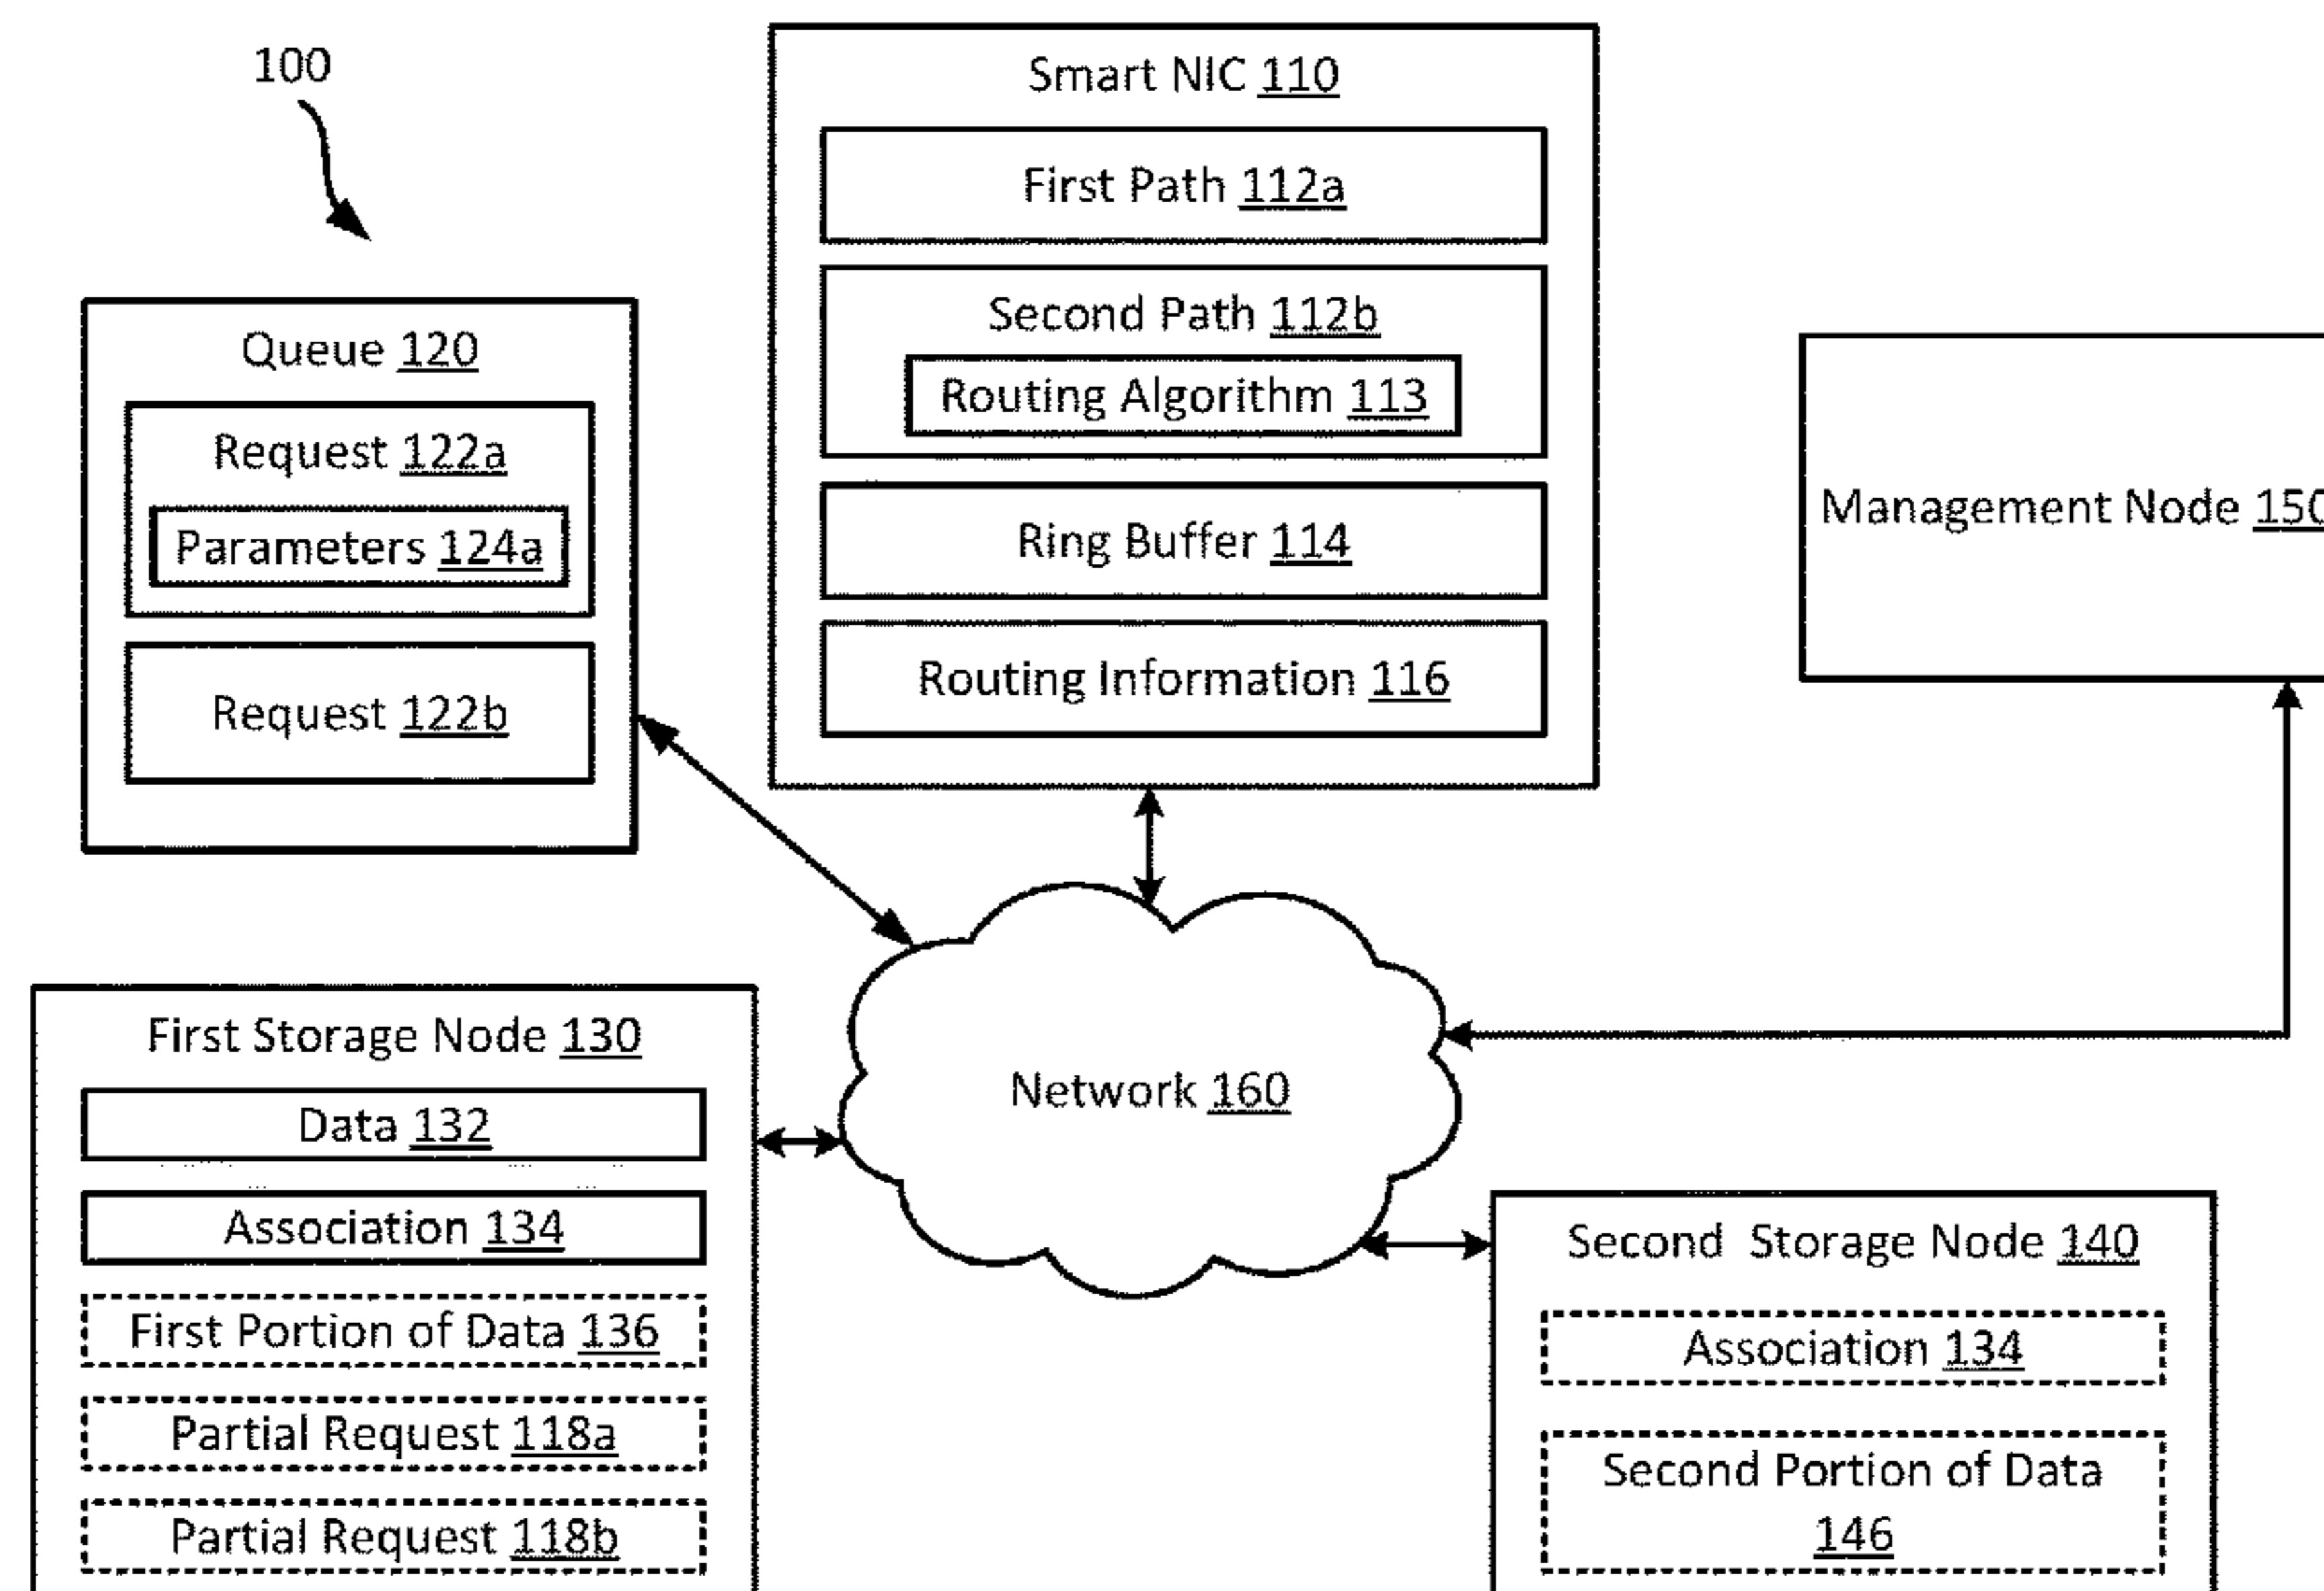 100
Smart NIC 110
First Path 112a
Second Path 112b
Routing Algorithm 113
Ring Buffer 114
Routing Information 116
Queue 120
Request 122a
Parameters 124a
Request 122b
Management Node 150
Network 160
First Storage Node 130
Data 132
Association 134
First Portion of Data 136
Partial Request 118a
Partial Request 118b
Second Storage Node 140
Association 134
Second Portion of Data
146